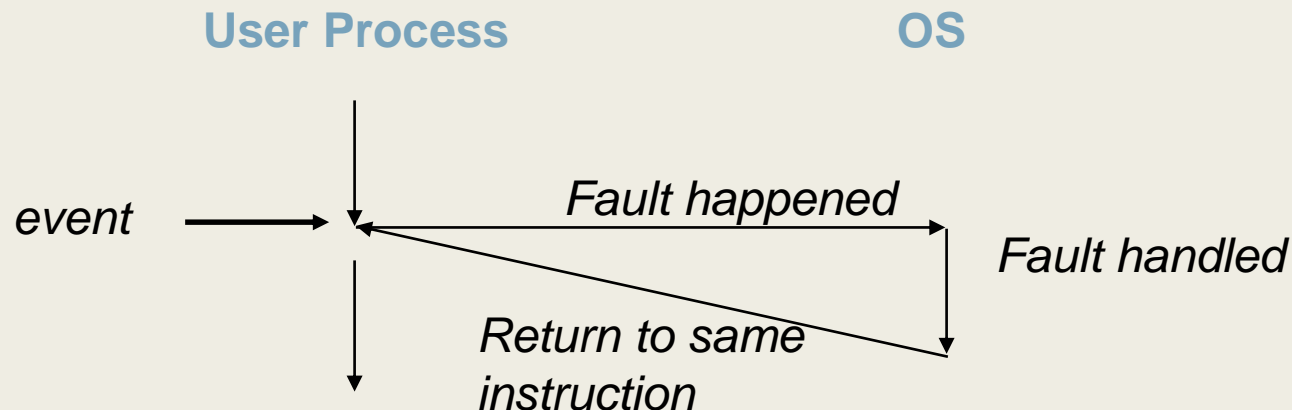 User Process
OS
event
Fault happened
Fault handled
Return to same
instruction